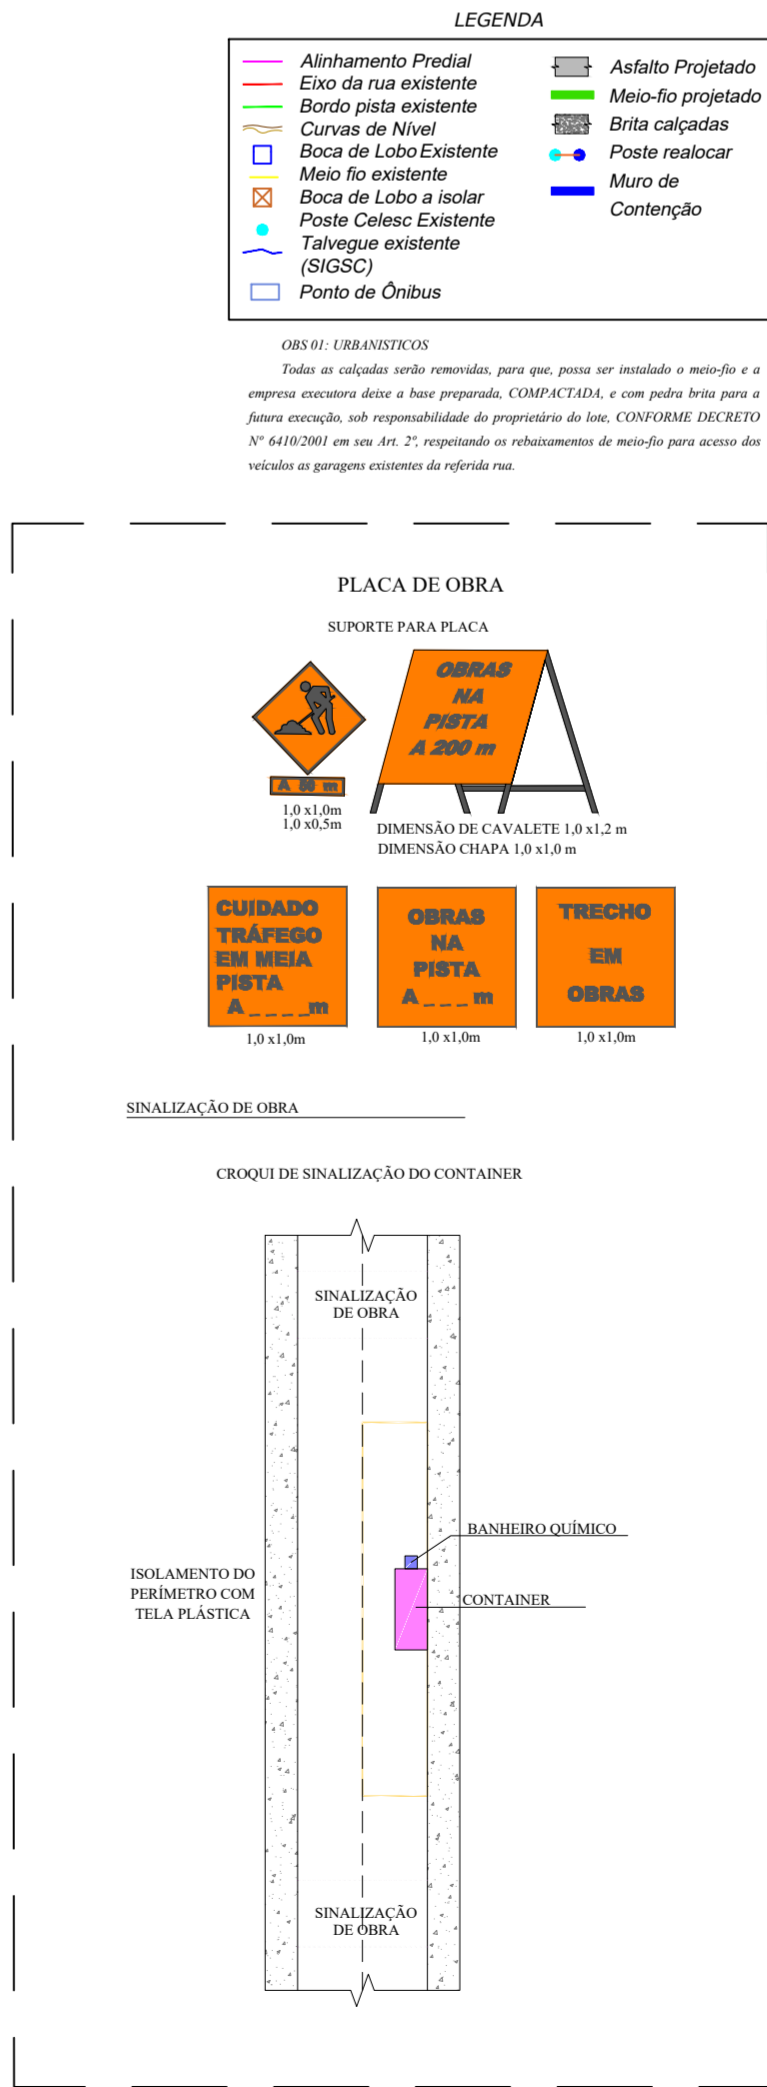 LEGENDA
Alinhamento Predial
Eixo da rua existente
Bordo pista existente
Curvas de Nível
Boca de Lobo Existente
Meio fio existente
Boca de Lobo a isolar
Poste Celesc Existente
Talvegue existente
(SIGSC)
Ponto de Ônibus
Asfalto Projetado
Meio-fio projetado
Brita calçadas
Poste realocar
Muro de
Contenção
OBS 01: URBANISTICOS
Todas as calçadas serão removidas, para que, possa ser instalado o meio-fio e a
empresa executora deixe a base preparada, COMPACTADA, e com pedra brita para a
futura execução, sob responsabilidade do proprietário do lote, CONFORME DECRETO
Nº 6410/2001 em seu Art. 2º, respeitando os rebaixamentos de meio-fio para acesso dos
veículos as garagens existentes da referida rua.
PLACA DE OBRA
SUPORTE PARA PLACA
OBRAS
NA
PISTA
A 200 m
A 50 m
1,0 x1,0m
1,0 x0,5m
DIMENSÃO DE CAVALETE 1,0 x1,2 m
DIMENSÃO CHAPA 1,0 x1,0 m
CUIDADO
TRÁFEGO
EM MEIA
PISTA
A _ _ _ _m
1,0 x1,0m
OBRAS
NA
PISTA
A _ _ _ m
1,0 x1,0m
TRECHO
EM
OBRAS
1,0 x1,0m
SINALIZAÇÃO DE OBRA
CROQUI DE SINALIZAÇÃO DO CONTAINER
SINALIZAÇÃO
DE OBRA
BANHEIRO QUÍMICO
ISOLAMENTO DO
PERÍMETRO COM
TELA PLÁSTICA
CONTAINER
SINALIZAÇÃO
DE OBRA